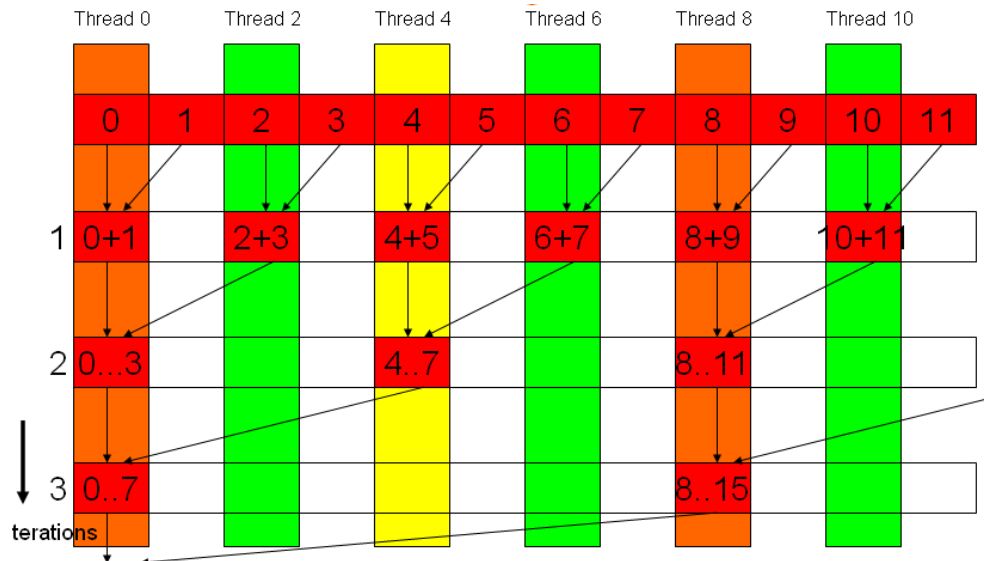 Thread 0 Thread 2 Thread 4 Thread 6 Thread 8 Thread 10
0 1 2 3 4 5 6 7 8 9 10 11
1 0+1 2+3 4+5 6+7 8+9 10+11
2 0...3 4..7 8..11
3 0..7 8..15
terations